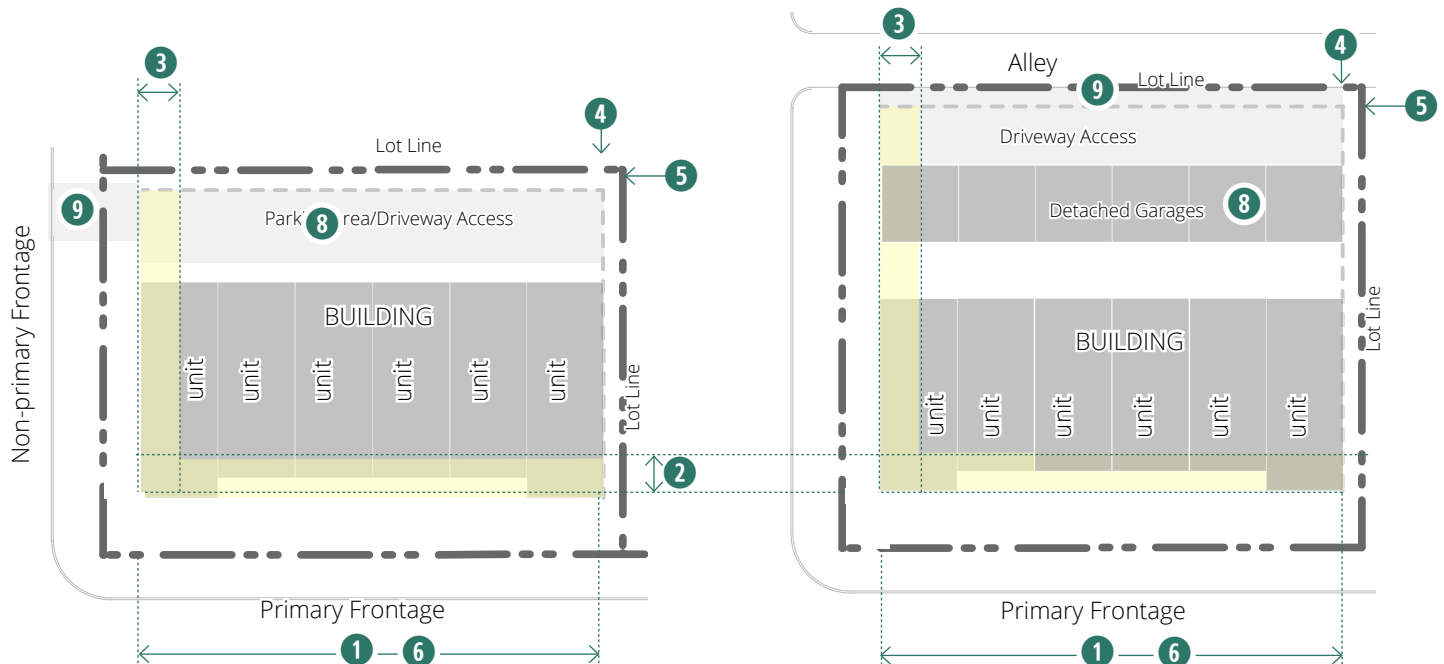 3
4
Lot Line
5
9
Parki rea/Driveway Access
8
Non-primary Frontage
BUILDING
unit
unit
unit
unit
unit
unit
Lot Line
2
Primary Frontage
1
6
3
4
Alley
Lot Line
9
5
Driveway Access
Detached Garages
8
Lot Line
BUILDING
unit
unit
unit
unit
unit
unit
Primary Frontage
1
6